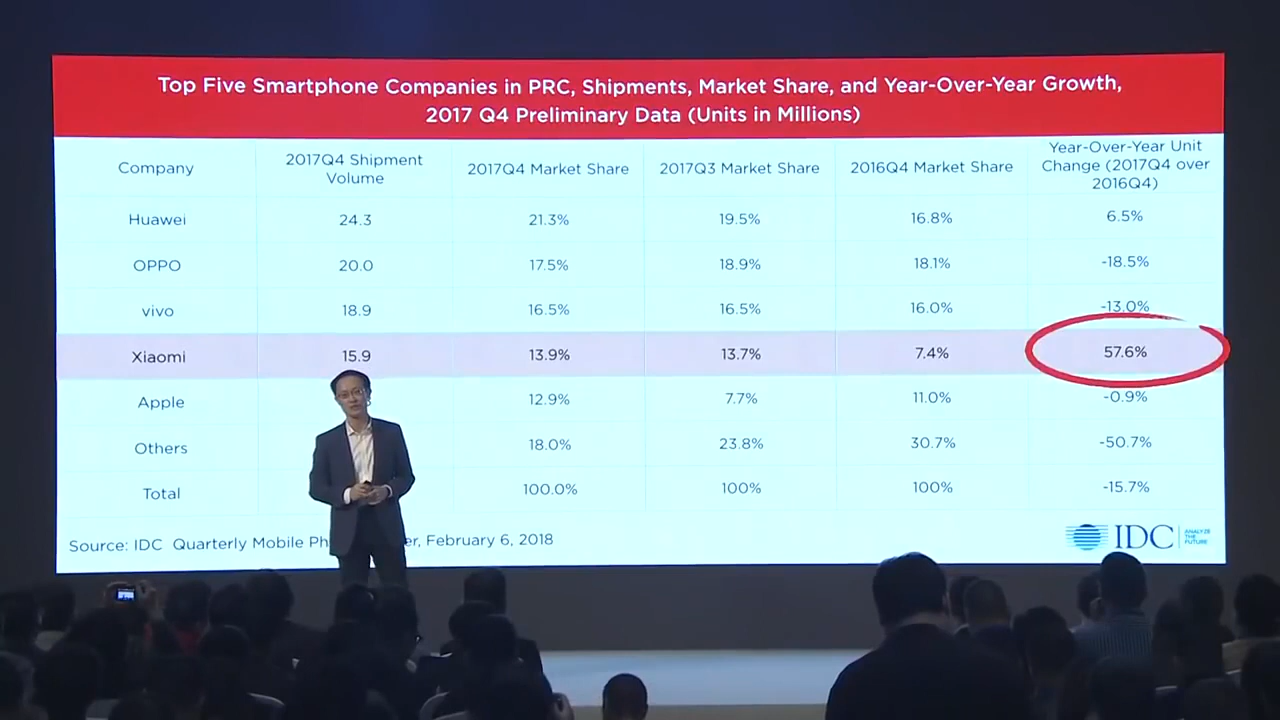 Top Five Smartphone Companies in PRC, Shipments, Market Share, and Year-Over-Year Growth,
2017 Q4 Preliminary Data (Units in Millions)
Company
2017Q4 Shipment
Volume
2017Q4 Market Share
2017Q3 Market Share
2016Q4 Market Share
Year-Over-Year Unit
Change (2017Q4 over
2016Q4)
Huawei 24.3 21.3% 19.5% 16.8% 6.5%
OPPO 20.0 17.5% 18.9% 18.1% -18.5%
vivo 18.9 16.5% 16.5% 16.0% -13.0%
Xiaomi 15.9 13.9% 13.7% 7.4% 57.6%
Apple 12.9% 7.7% 11.0% -0.9%
Others 18.0% 23.8% 30.7% -50.7%
Total 100.0% 100% 100% -15.7%
Source: IDC Quarterly Mobile Ph er, February 6, 2018
IDC
ANALYZE
THE
FUTURE